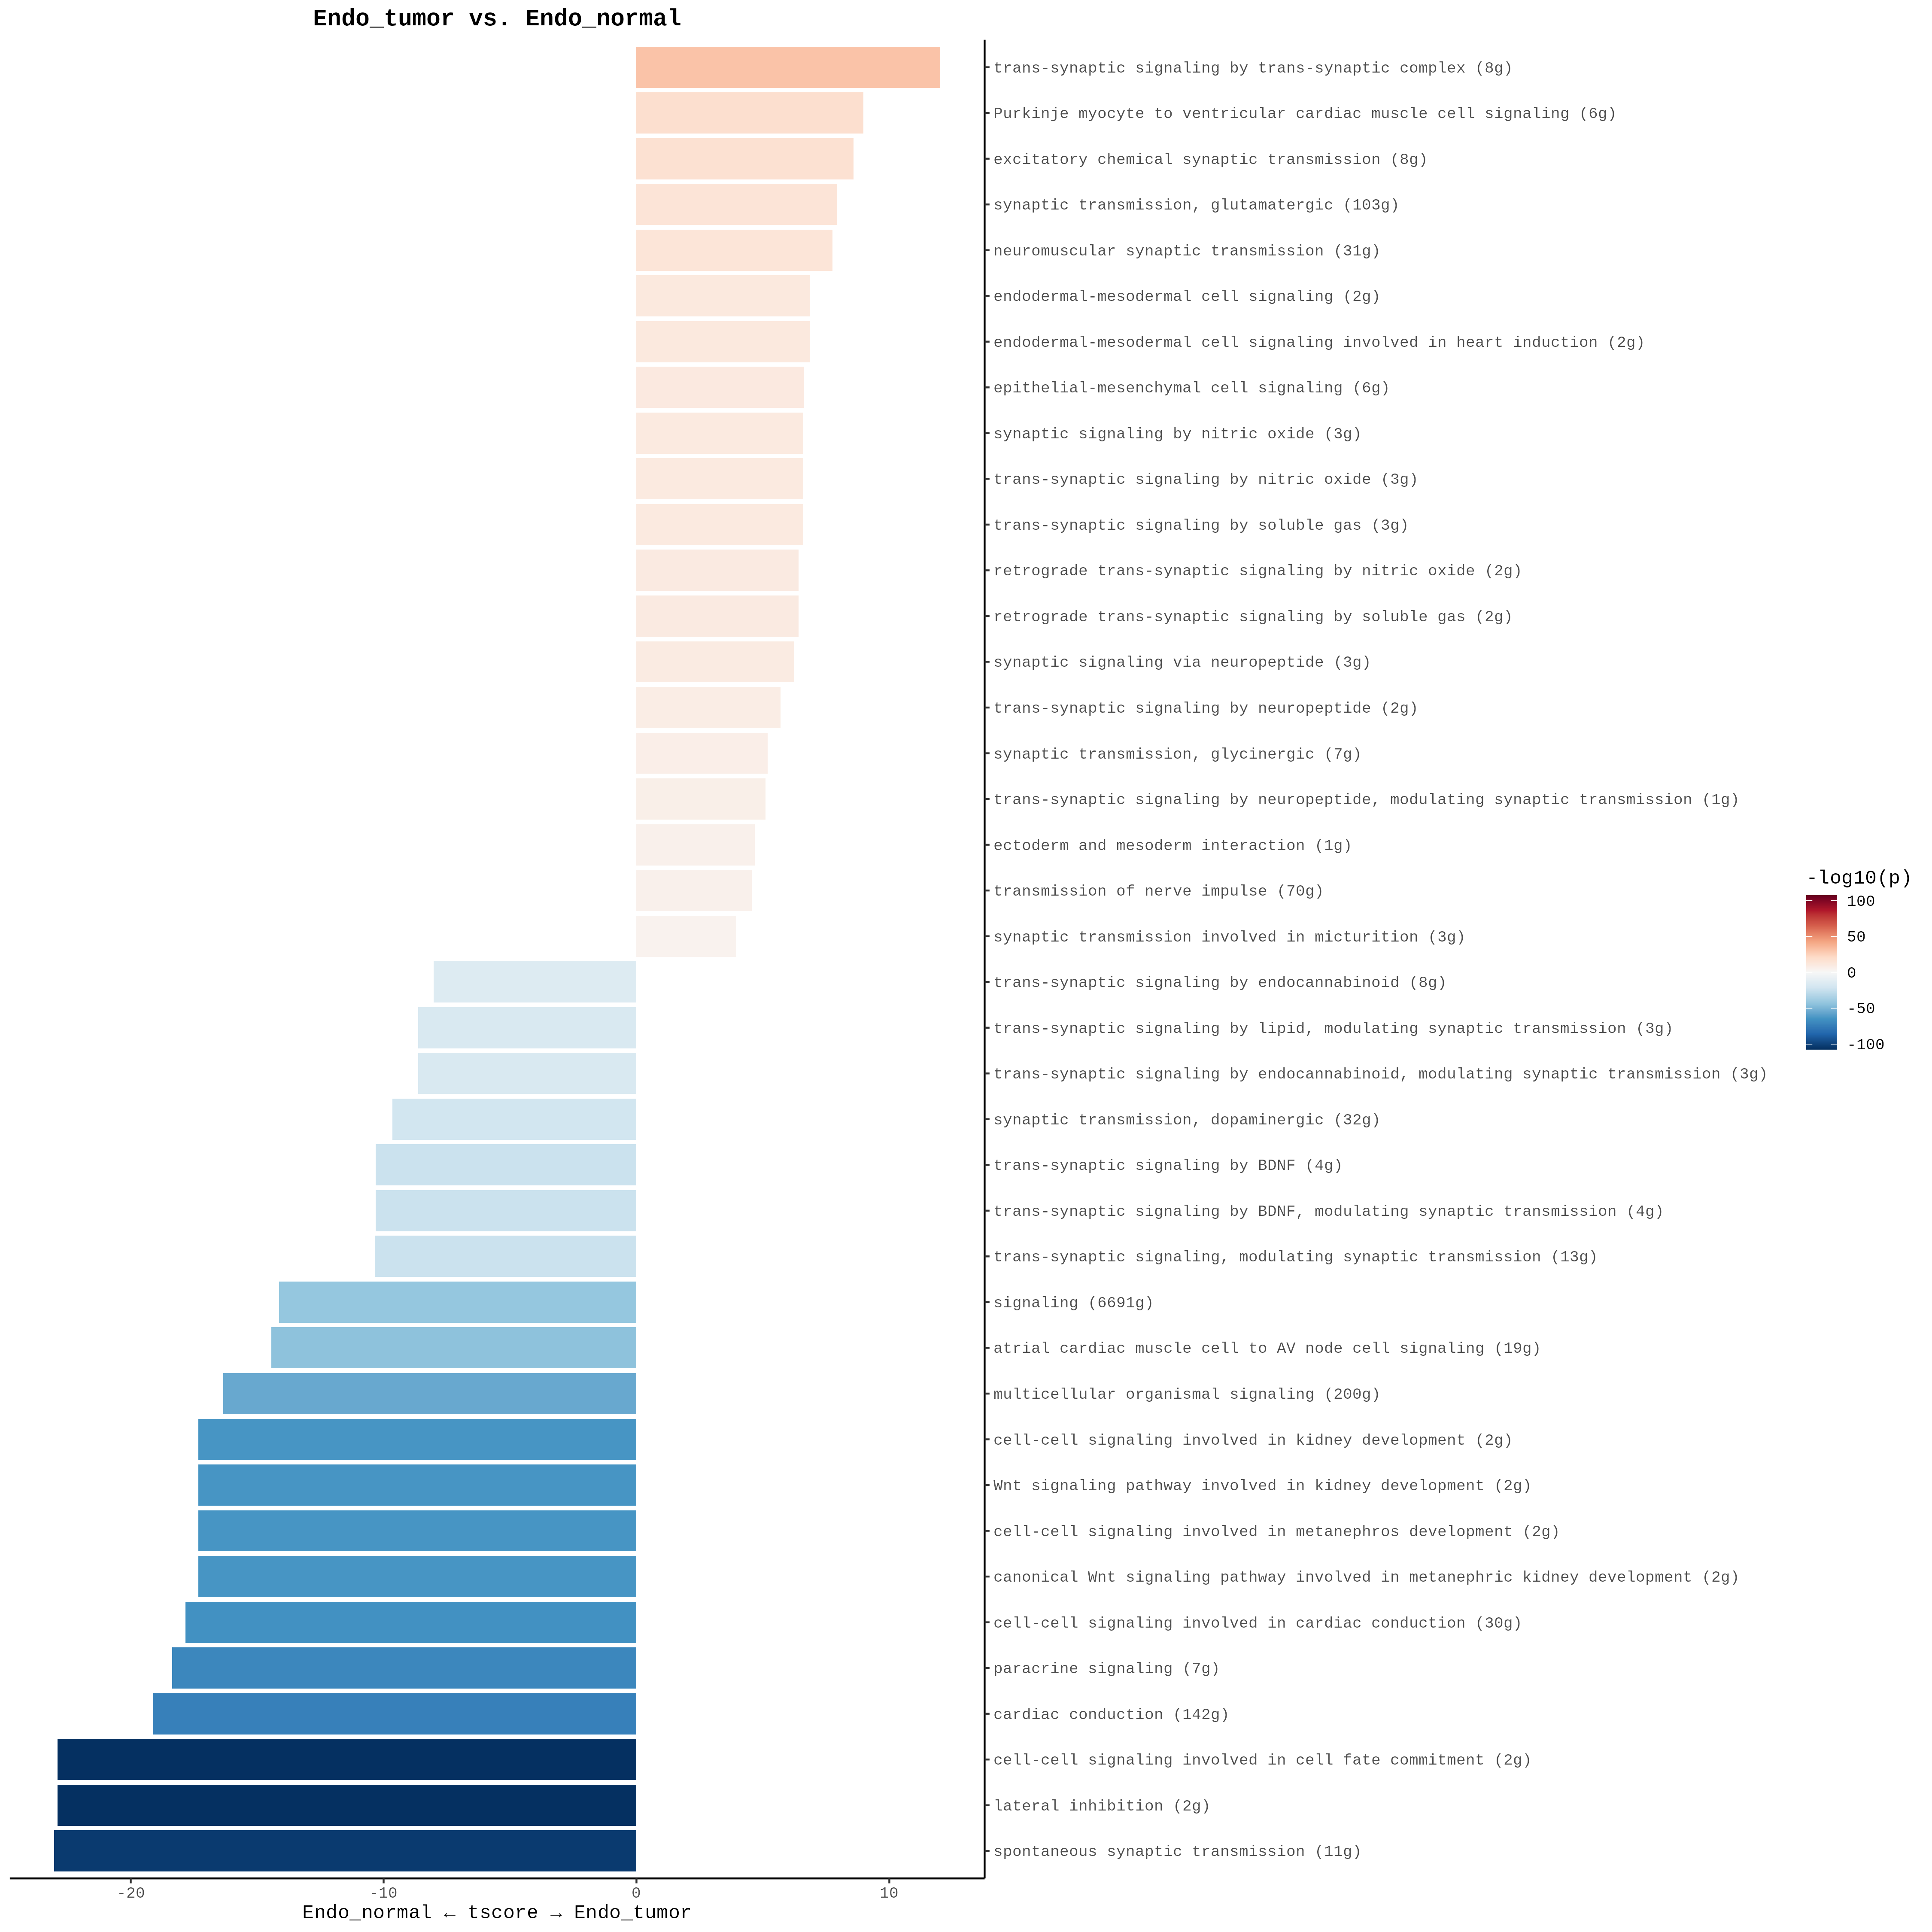 Endo_tumor vs. Endo_normal
trans-synaptic signaling by trans-synaptic complex (8g)
Purkinje myocyte to ventricular cardiac muscle cell signaling (6g)
excitatory chemical synaptic transmission (8g)
synaptic transmission, glutamatergic (103g)
neuromuscular synaptic transmission (31g)
endodermal-mesodermal cell signaling (2g)
endodermal-mesodermal cell signaling involved in heart induction (2g)
epithelial-mesenchymal cell signaling (6g)
synaptic signaling by nitric oxide (3g)
trans-synaptic signaling by nitric oxide (3g)
trans-synaptic signaling by soluble gas (3g)
retrograde trans-synaptic signaling by nitric oxide (2g)
retrograde trans-synaptic signaling by soluble gas (2g)
synaptic signaling via neuropeptide (3g)
trans-synaptic signaling by neuropeptide (2g)
synaptic transmission, glycinergic (7g)
trans-synaptic signaling by neuropeptide, modulating synaptic transmission (1g)
ectoderm and mesoderm interaction (1g)
transmission of nerve impulse (70g)
synaptic transmission involved in micturition (3g)
trans-synaptic signaling by endocannabinoid (8g)
trans-synaptic signaling by lipid, modulating synaptic transmission (3g)
trans-synaptic signaling by endocannabinoid, modulating synaptic transmission (3g)
synaptic transmission, dopaminergic (32g)
trans-synaptic signaling by BDNF (4g)
trans-synaptic signaling by BDNF, modulating synaptic transmission (4g)
trans-synaptic signaling, modulating synaptic transmission (13g)
signaling (6691g)
atrial cardiac muscle cell to AV node cell signaling (19g)
multicellular organismal signaling (200g)
cell-cell signaling involved in kidney development (2g)
Wnt signaling pathway involved in kidney development (2g)
cell-cell signaling involved in metanephros development (2g)
canonical Wnt signaling pathway involved in metanephric kidney development (2g)
cell-cell signaling involved in cardiac conduction (30g)
paracrine signaling (7g)
cardiac conduction (142g)
cell-cell signaling involved in cell fate commitment (2g)
lateral inhibition (2g)
spontaneous synaptic transmission (11g)
-20 -10 0 10
Endo_normal ← tscore → Endo_tumor
-log10(p)
100
50
0
-50
-100